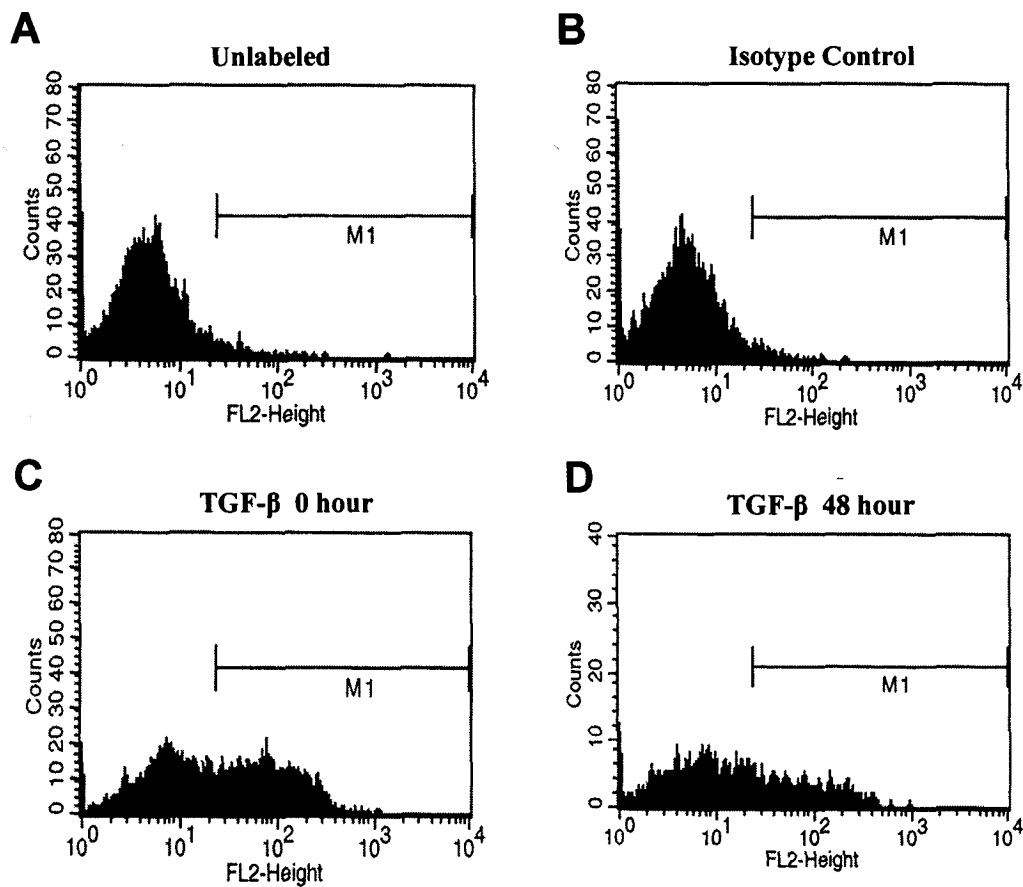 A
Unlabeled
Counts
80
70
60
50
40
30
20
10
0
M1
10^0 10^1 10^2 10^3 10^4
FL2-Height
B
Isotype Control
Counts
80
70
60
50
40
30
20
10
0
M1
10^0 10^1 10^2 10^3 10^4
FL2-Height
C
TGF-β 0 hour
Counts
80
70
60
50
40
30
20
10
0
M1
10^0 10^1 10^2 10^3 10^4
FL2-Height
D
TGF-β 48 hour
Counts
40
30
20
10
0
M1
10^0 10^1 10^2 10^3 10^4
FL2-Height